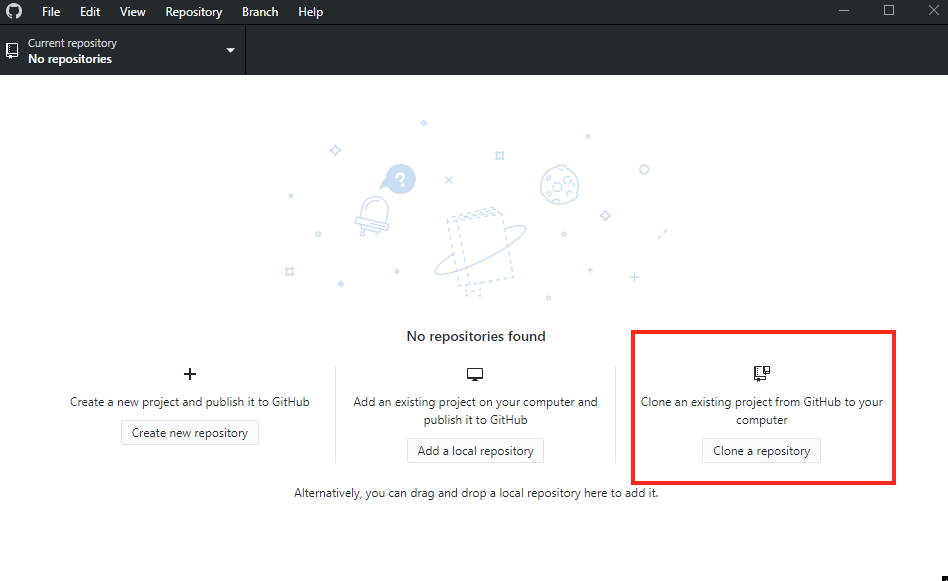 File Edit View Repository Branch Help
Current repository
No repositories
?
No repositories found
Create a new project and publish it to GitHub
Create new repository
Add an existing project on your computer and
publish it to GitHub
Add a local repository
Clone an existing project from GitHub to your
computer
Clone a repository
Alternatively, you can drag and drop a local repository here to add it.